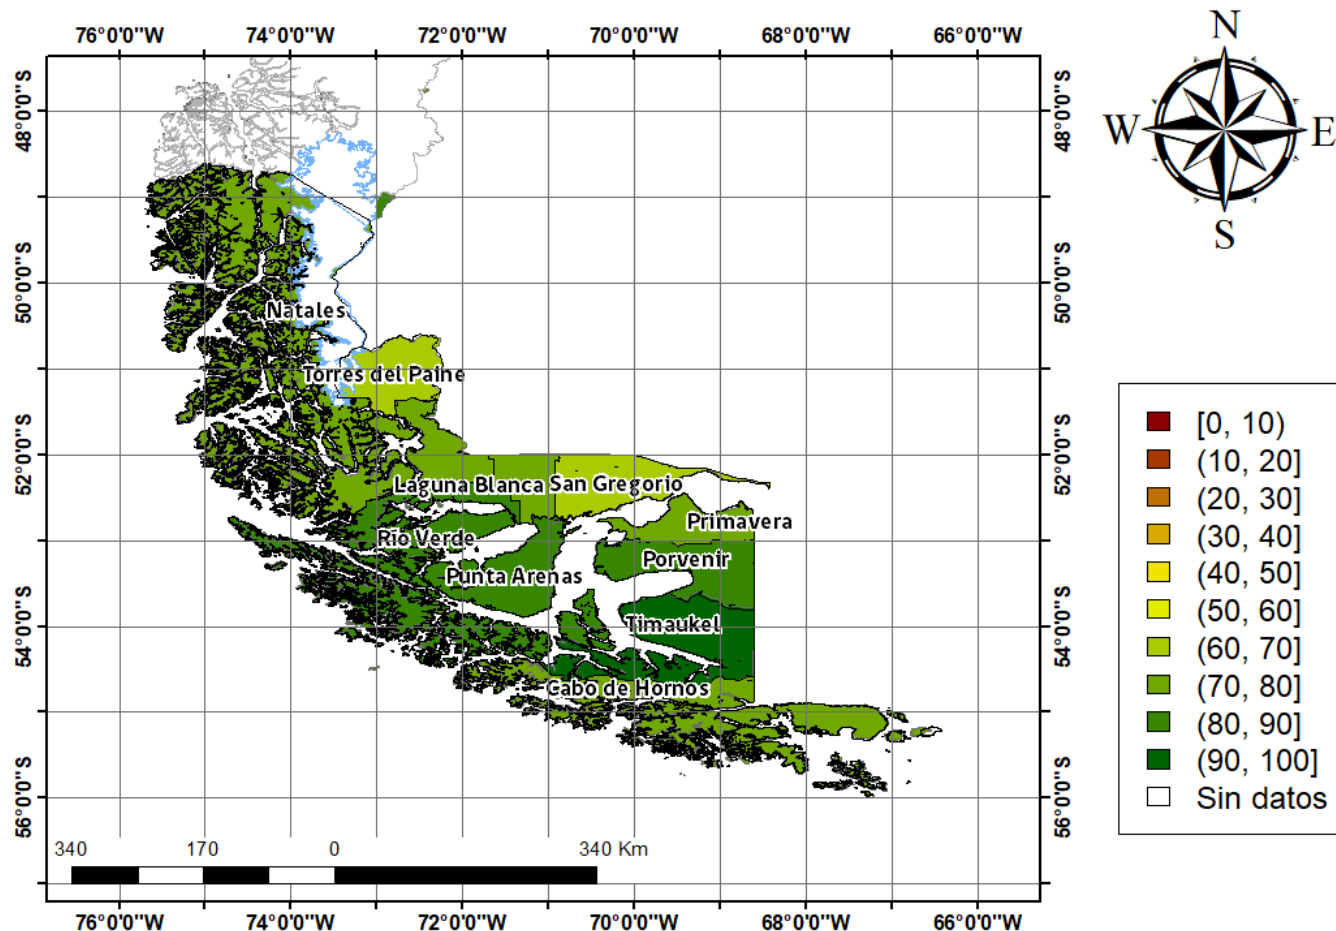 76°0'0"W 74°0'0"W 72°0'0"W 70°0'0"W 68°0'0"W 66°0'0"W
N
W E
S
48°0'0"S 48°0'0"S
50°0'0"S 50°0'0"S
Natales
Torres del Paine
52°0'0"S 52°0'0"S
Laguna Blanca San Gregorio
Primavera
Rio Verde
Porvenir
Punta Arenas
54°0'0"S 54°0'0"S
Timaukel
Cabo de Hornos
56°0'0"S 56°0'0"S
340 170 0 340 Km
76°0'0"W 74°0'0"W 72°0'0"W 70°0'0"W 68°0'0"W 66°0'0"W
[0, 10)
(10, 20]
(20, 30]
(30, 40]
(40, 50]
(50, 60]
(60, 70]
(70, 80]
(80, 90]
(90, 100]
Sin datos